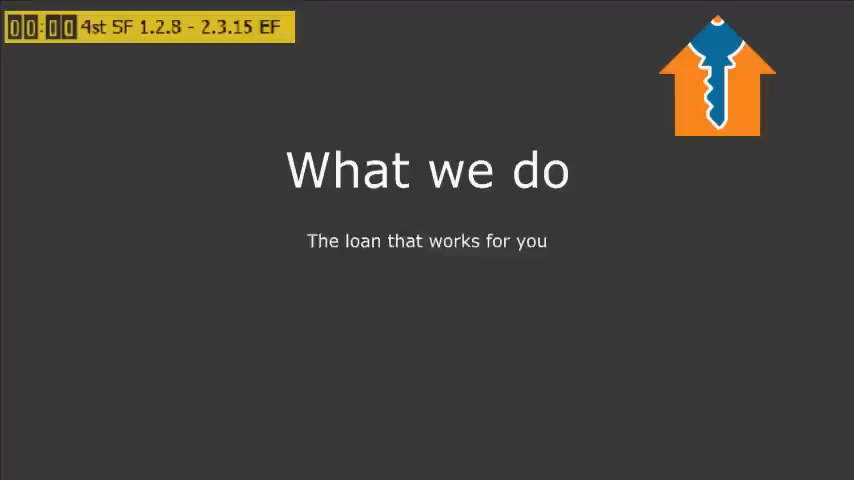 00:00 4st SF 1.2.8 - 2.3.15 EF
What we do
The loan that works for you